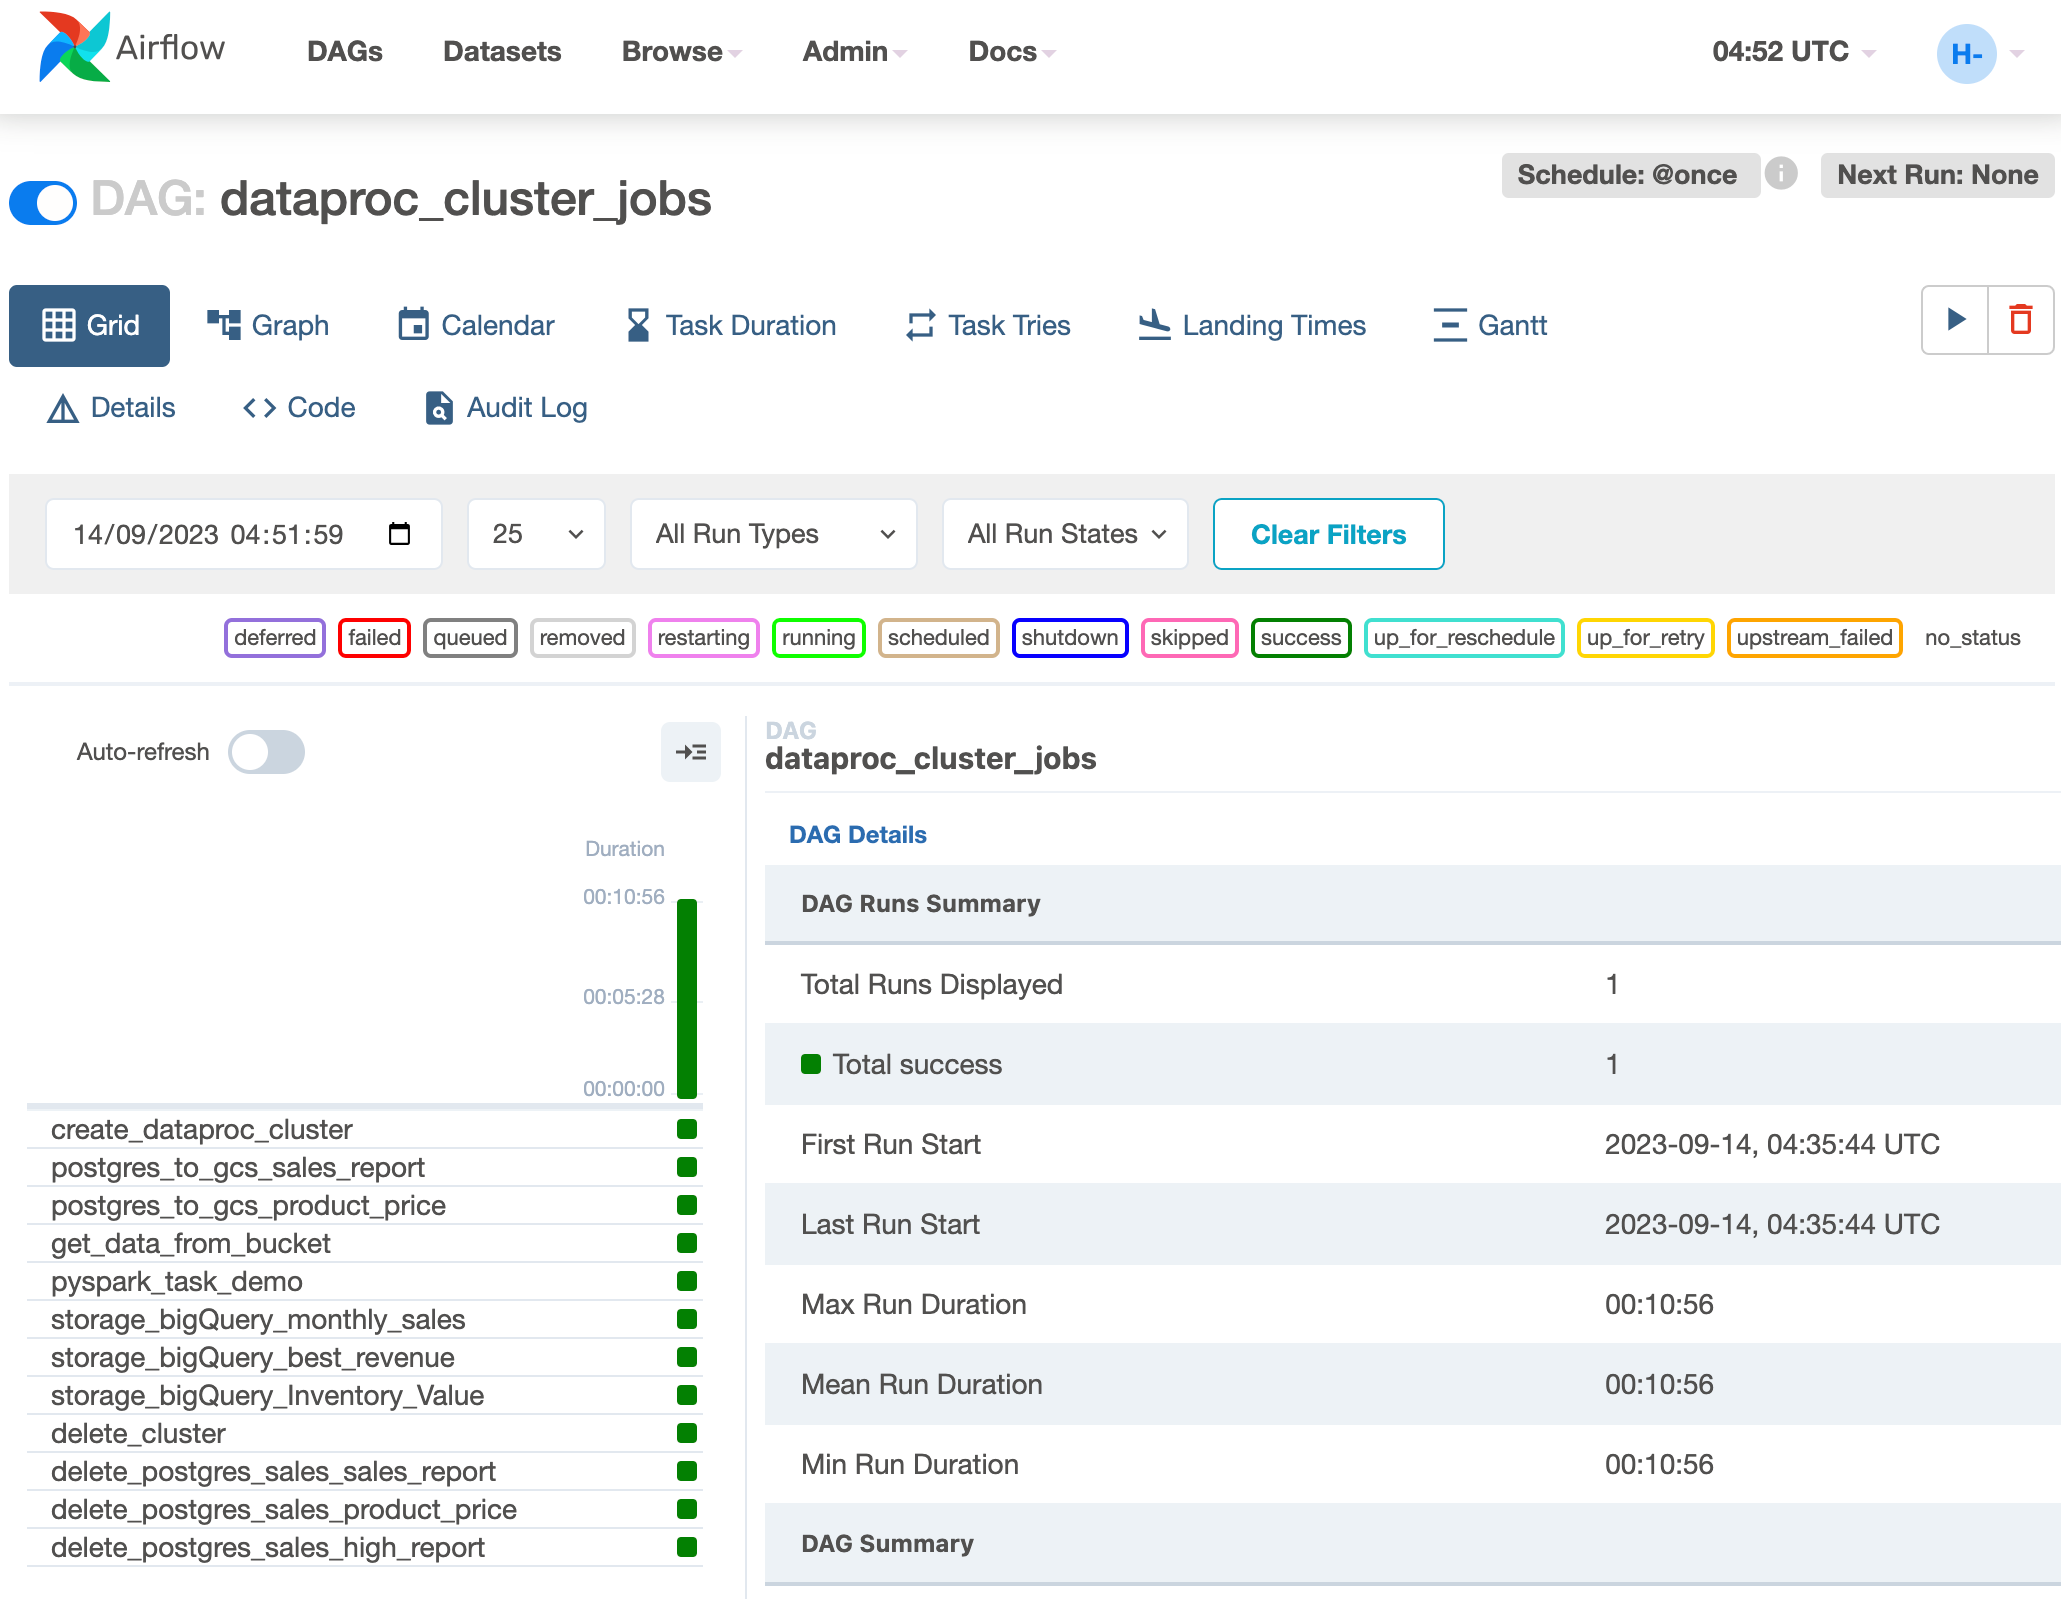 Airflow DAGs Datasets Browse Admin Docs 04:52 UTC H-
Schedule: @once i Next Run: None
DAG: dataproc_cluster_jobs
Grid Graph Calendar Task Duration Task Tries Landing Times Gantt
Details Code Audit Log
14/09/2023 04:51:59 25 All Run Types All Run States Clear Filters
deferred failed queued removed restarting running scheduled shutdown skipped success up_for_reschedule up_for_retry upstream_failed no_status
Auto-refresh
Duration
00:10:56
00:05:28
00:00:00
create_dataproc_cluster
postgres_to_gcs_sales_report
postgres_to_gcs_product_price
get_data_from_bucket
pyspark_task_demo
storage_bigQuery_monthly_sales
storage_bigQuery_best_revenue
storage_bigQuery_Inventory_Value
delete_cluster
delete_postgres_sales_sales_report
delete_postgres_sales_product_price
delete_postgres_sales_high_report
DAG
dataproc_cluster_jobs
DAG Details
DAG Runs Summary
Total Runs Displayed 1
Total success 1
First Run Start 2023-09-14, 04:35:44 UTC
Last Run Start 2023-09-14, 04:35:44 UTC
Max Run Duration 00:10:56
Mean Run Duration 00:10:56
Min Run Duration 00:10:56
DAG Summary